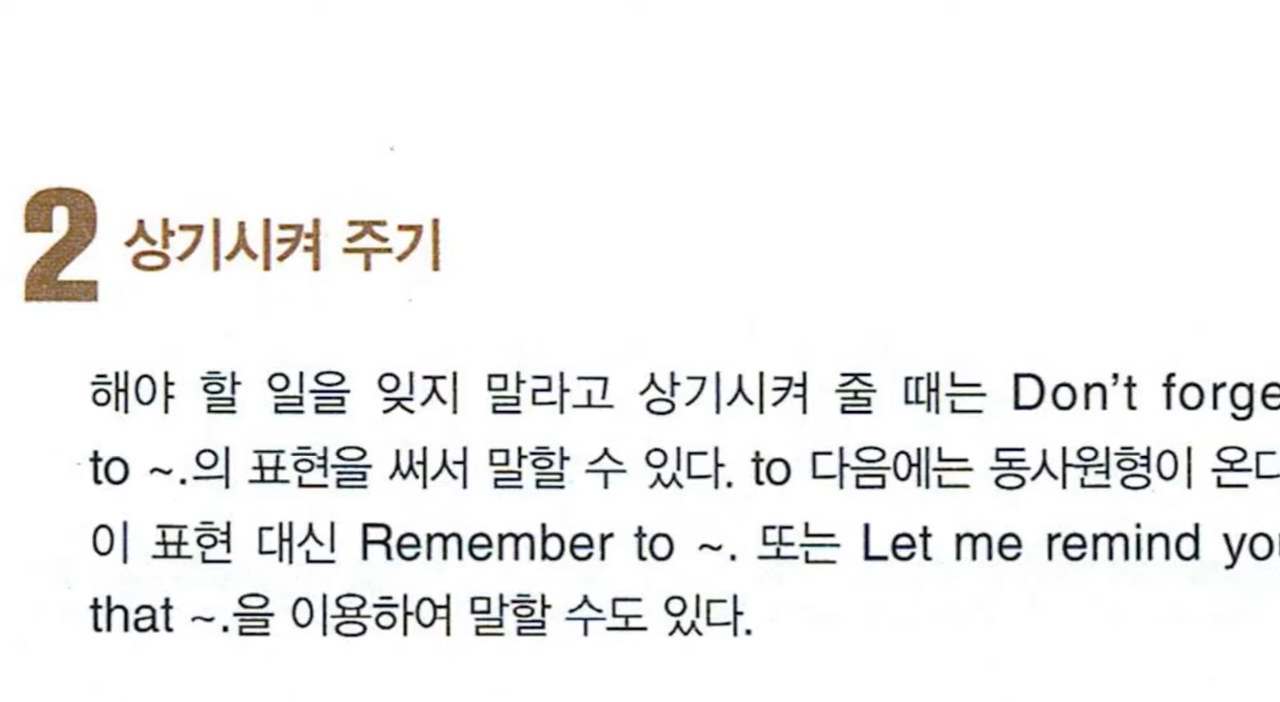 2 상기시켜 주기
해야 할 일을 잊지 말라고 상기시켜 줄 때는 Don't forge
to ~.의 표현을 써서 말할 수 있다. to 다음에는 동사원형이 온다
이 표현 대신 Remember to ~. 또는 Let me remind you
that ~.을 이용하여 말할 수도 있다.